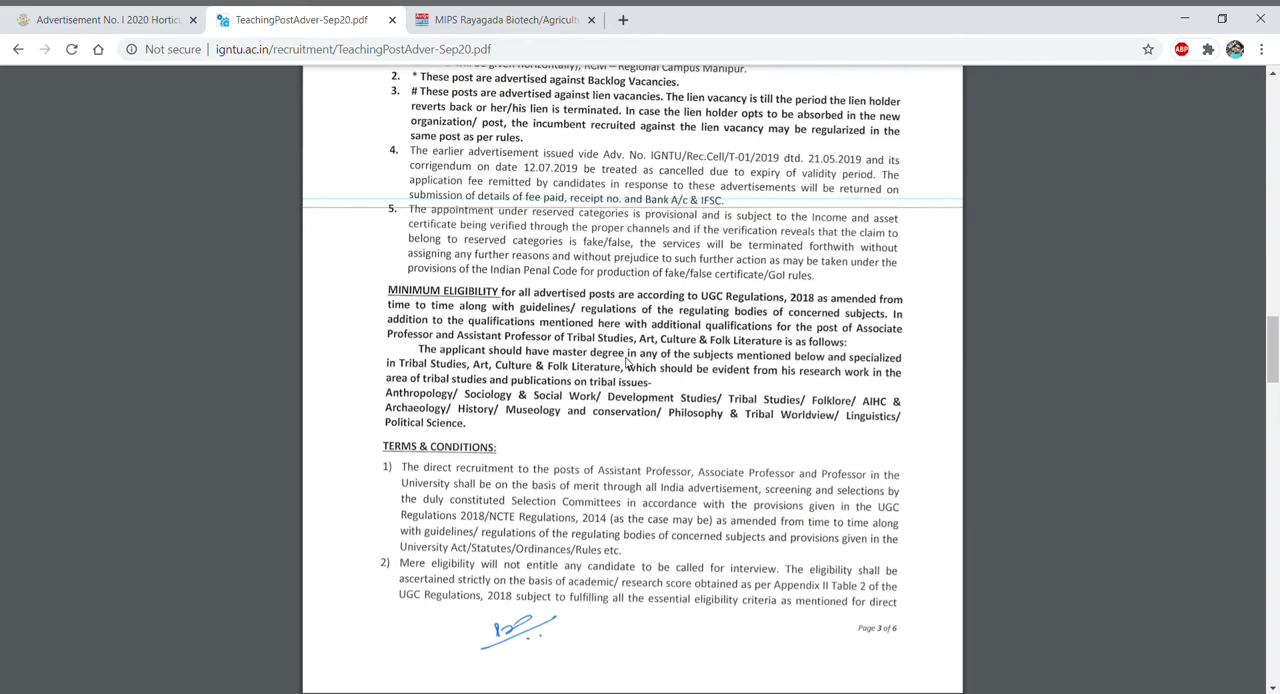 Advertisement No. I 2020 Horticu
TeachingPostAdver-Sep20.pdf
MIPS Rayagada Biotech/Agricultu
Not secure
igntu.ac.in/recruitment/TeachingPostAdver-Sep20.pdf
ABP
will be given horizontally), RCM – Regional Campus Manipur.
2. * These post are advertised against Backlog Vacancies.
3. # These posts are advertised against lien vacancies. The lien vacancy is till the period the lien holder
reverts back or her/his lien is terminated. In case the lien holder opts to be absorbed in the new
organization/ post, the incumbent recruited against the lien vacancy may be regularized in the
same post as per rules.
4. The earlier advertisement issued vide Adv. No. IGNTU/Rec.Cell/T-01/2019 dtd. 21.05.2019 and its
corrigendum on date 12.07.2019 be treated as cancelled due to expiry of validity period. The
application fee remitted by candidates in response to these advertisements will be returned on
submission of details of fee paid, receipt no. and Bank A/c & IFSC.
5. The appointment under reserved categories is provisional and is subject to the Income and asset
certificate being verified through the proper channels and if the verification reveals that the claim to
belong to reserved categories is fake/false, the services will be terminated forthwith without
assigning any further reasons and without prejudice to such further action as may be taken under the
provisions of the Indian Penal Code for production of fake/false certificate/GoI rules.
MINIMUM ELIGIBILITY for all advertised posts are according to UGC Regulations, 2018 as amended from
time to time along with guidelines/ regulations of the regulating bodies of concerned subjects. In
addition to the qualifications mentioned here with additional qualifications for the post of Associate
Professor and Assistant Professor of Tribal Studies, Art, Culture & Folk Literature is as follows:
The applicant should have master degree in any of the subjects mentioned below and specialized
in Tribal Studies, Art, Culture & Folk Literature, which should be evident from his research work in the
area of tribal studies and publications on tribal issues-
Anthropology/ Sociology & Social Work/ Development Studies/ Tribal Studies/ Folklore/ AIHC &
Archaeology/ History/ Museology and conservation/ Philosophy & Tribal Worldview/ Linguistics/
Political Science.
TERMS & CONDITIONS:
1) The direct recruitment to the posts of Assistant Professor, Associate Professor and Professor in the
University shall be on the basis of merit through all India advertisement, screening and selections by
the duly constituted Selection Committees in accordance with the provisions given in the UGC
Regulations 2018/NCTE Regulations, 2014 (as the case may be) as amended from time to time along
with guidelines/ regulations of the regulating bodies of concerned subjects and provisions given in the
University Act/Statutes/Ordinances/Rules etc.
2) Mere eligibility will not entitle any candidate to be called for interview. The eligibility shall be
ascertained strictly on the basis of academic/ research score obtained as per Appendix II Table 2 of the
UGC Regulations, 2018 subject to fulfilling all the essential eligibility criteria as mentioned for direct
Page 3 of 6